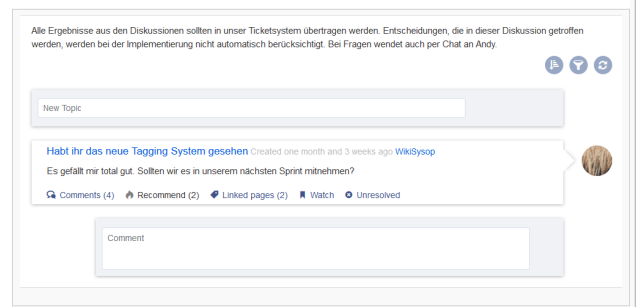 Alle Ergebnisse aus den Diskussionen sollten in unser Ticketsystem übertragen werden. Entscheidungen, die in dieser Diskussion getroffen
werden, werden bei der Implementierung nicht automatisch berücksichtigt. Bei Fragen wendet auch per Chat an Andy.
New Topic
Habt ihr das neue Tagging System gesehen Created one month and 3 weeks ago WikiSysop
Es gefällt mir total gut. Sollten wir es in unserem nächsten Sprint mitnehmen?
Comments (4) Recommend (2) Linked pages (2) Watch Unresolved
Comment